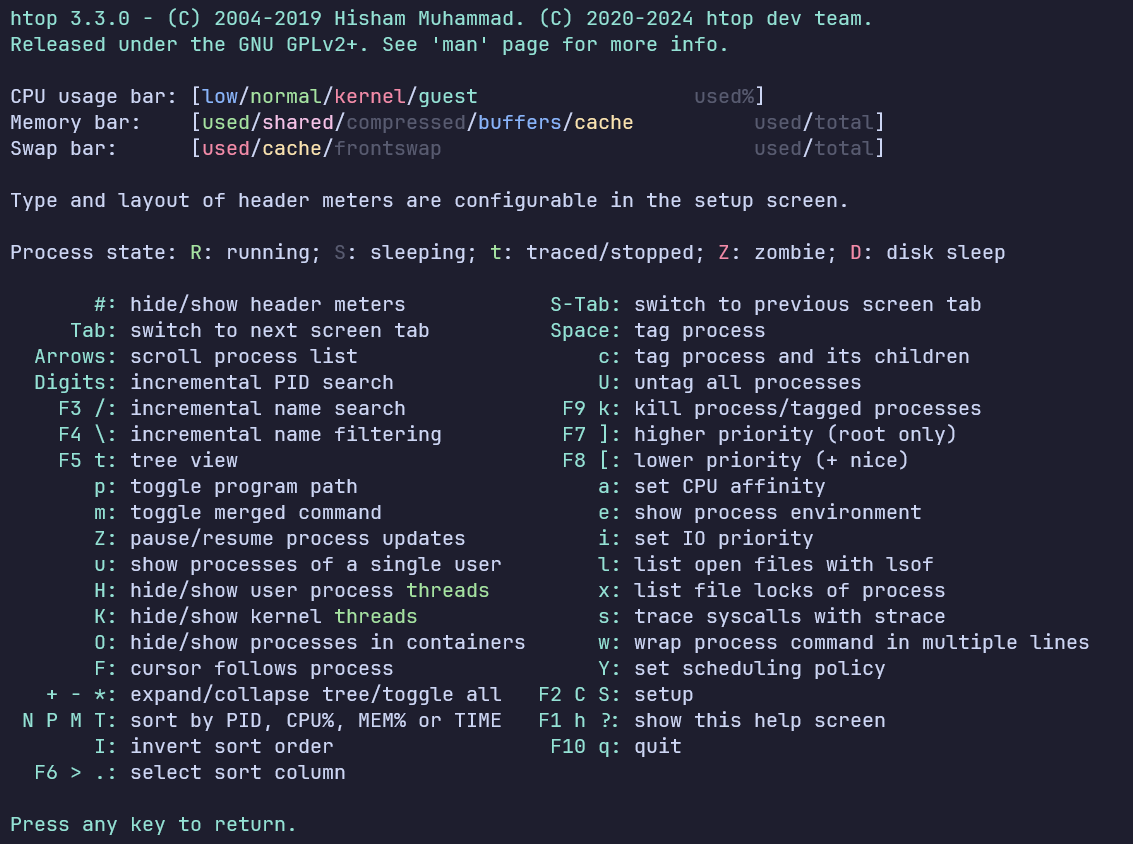 htop 3.3.0 - (C) 2004-2019 Hisham Muhammad. (C) 2020-2024 htop dev team.
Released under the GNU GPLv2+. See 'man' page for more info.

CPU usage bar: [low/normal/kernel/guest                  used%]
Memory bar:    [used/shared/compressed/buffers/cache          used/total]
Swap bar:      [used/cache/frontswap                          used/total]

Type and layout of header meters are configurable in the setup screen.

Process state: R: running; S: sleeping; t: traced/stopped; Z: zombie; D: disk sleep

       #: hide/show header meters            S-Tab: switch to previous screen tab
     Tab: switch to next screen tab          Space: tag process
  Arrows: scroll process list                    c: tag process and its children
  Digits: incremental PID search                 U: untag all processes
    F3 /: incremental name search             F9 k: kill process/tagged processes
    F4 \: incremental name filtering          F7 ]: higher priority (root only)
    F5 t: tree view                           F8 [: lower priority (+ nice)
       p: toggle program path                    a: set CPU affinity
       m: toggle merged command                  e: show process environment
       Z: pause/resume process updates           i: set IO priority
       u: show processes of a single user        l: list open files with lsof
       H: hide/show user process threads         x: list file locks of process
       K: hide/show kernel threads               s: trace syscalls with strace
       O: hide/show processes in containers      w: wrap process command in multiple lines
       F: cursor follows process                 Y: set scheduling policy
   + - *: expand/collapse tree/toggle all   F2 C S: setup
 N P M T: sort by PID, CPU%, MEM% or TIME   F1 h ?: show this help screen
       I: invert sort order                  F10 q: quit
  F6 > .: select sort column

Press any key to return.